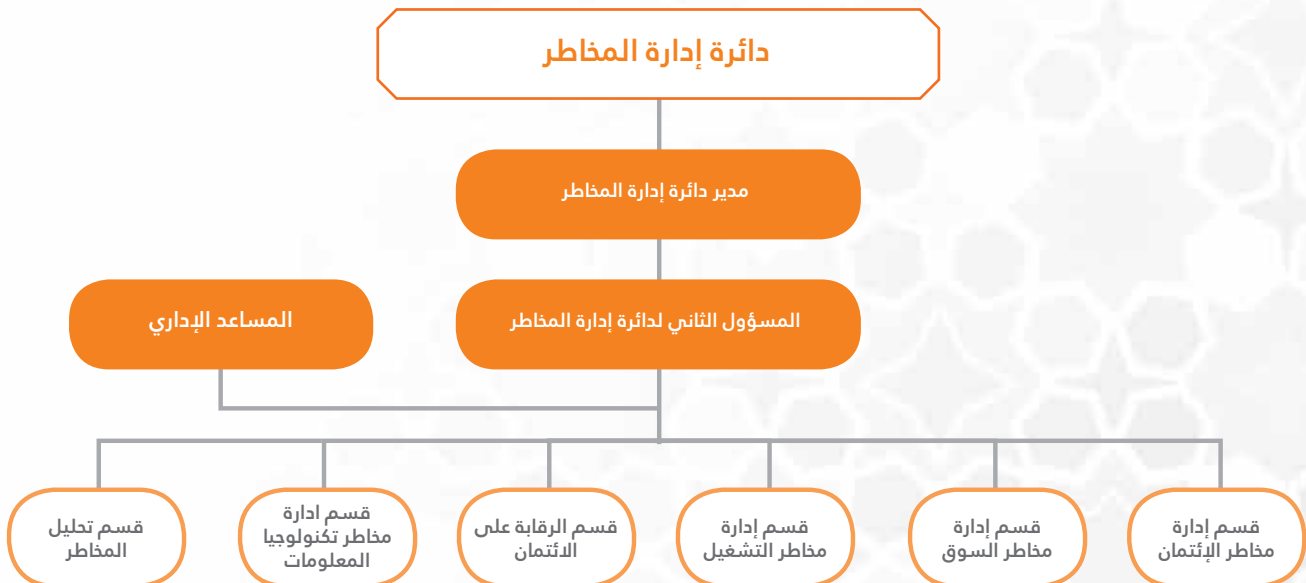 دائرة إدارة المخاطر
مدير دائرة إدارة المخاطر
المسؤول الثاني لدائرة إدارة المخاطر
المساعد الإداري
قسم إدارة
مخاطر الإئتمان
قسم إدارة
مخاطر السوق
قسم إدارة
مخاطر التشغيل
قسم الرقابة على
الائتمان
قسم ادارة
مخاطر تكنولوجيا
المعلومات
قسم تحليل
المخاطر